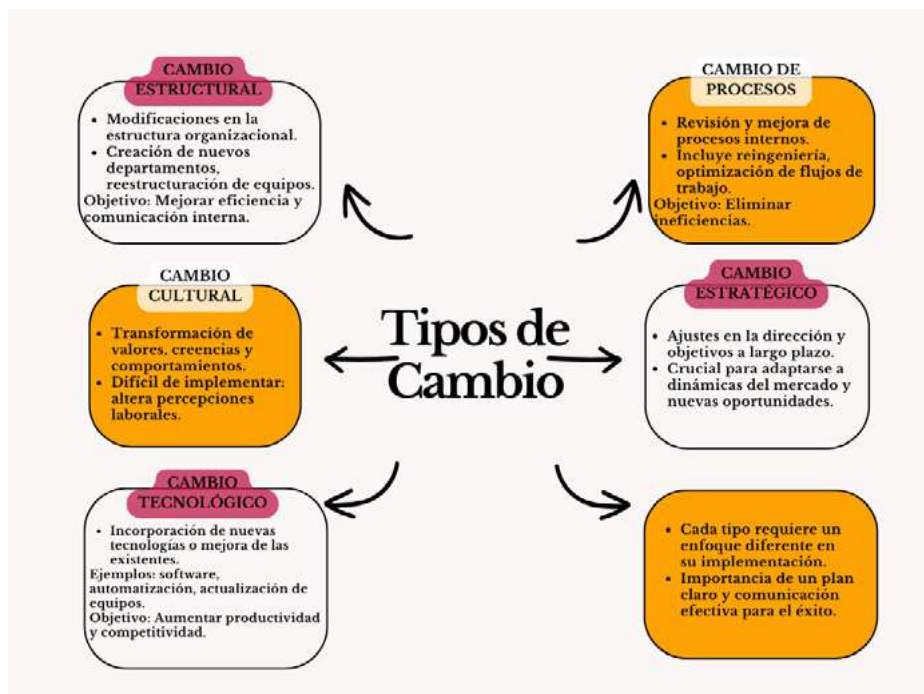 CAMBIO
ESTRUCTURAL
• Modificaciones en la
estructura organizacional.
• Creación de nuevos
departamentos,
reestructuración de equipos.
Objetivo: Mejorar eficiencia y
comunicación interna.
CAMBIO DE
PROCESOS
• Revisión y mejora de
procesos internos.
• Incluye reingeniería,
optimización de flujos de
trabajo.
Objetivo: Eliminar
ineficiencias.
CAMBIO
CULTURAL
• Transformación de
valores, creencias y
comportamientos.
• Difícil de implementar:
altera percepciones
laborales.
Tipos de
Cambio
CAMBIO
ESTRATÉGICO
• Ajustes en la dirección y
objetivos a largo plazo.
• Crucial para adaptarse a
dinámicas del mercado y
nuevas oportunidades.
CAMBIO
TECNOLÓGICO
• Incorporación de nuevas
tecnologías o mejora de las
existentes.
Ejemplos: software,
automatización, actualización de
equipos.
Objetivo: Aumentar productividad
y competitividad.
• Cada tipo requiere un
enfoque diferente en
su implementación.
• Importancia de un plan
claro y comunicación
efectiva para el éxito.